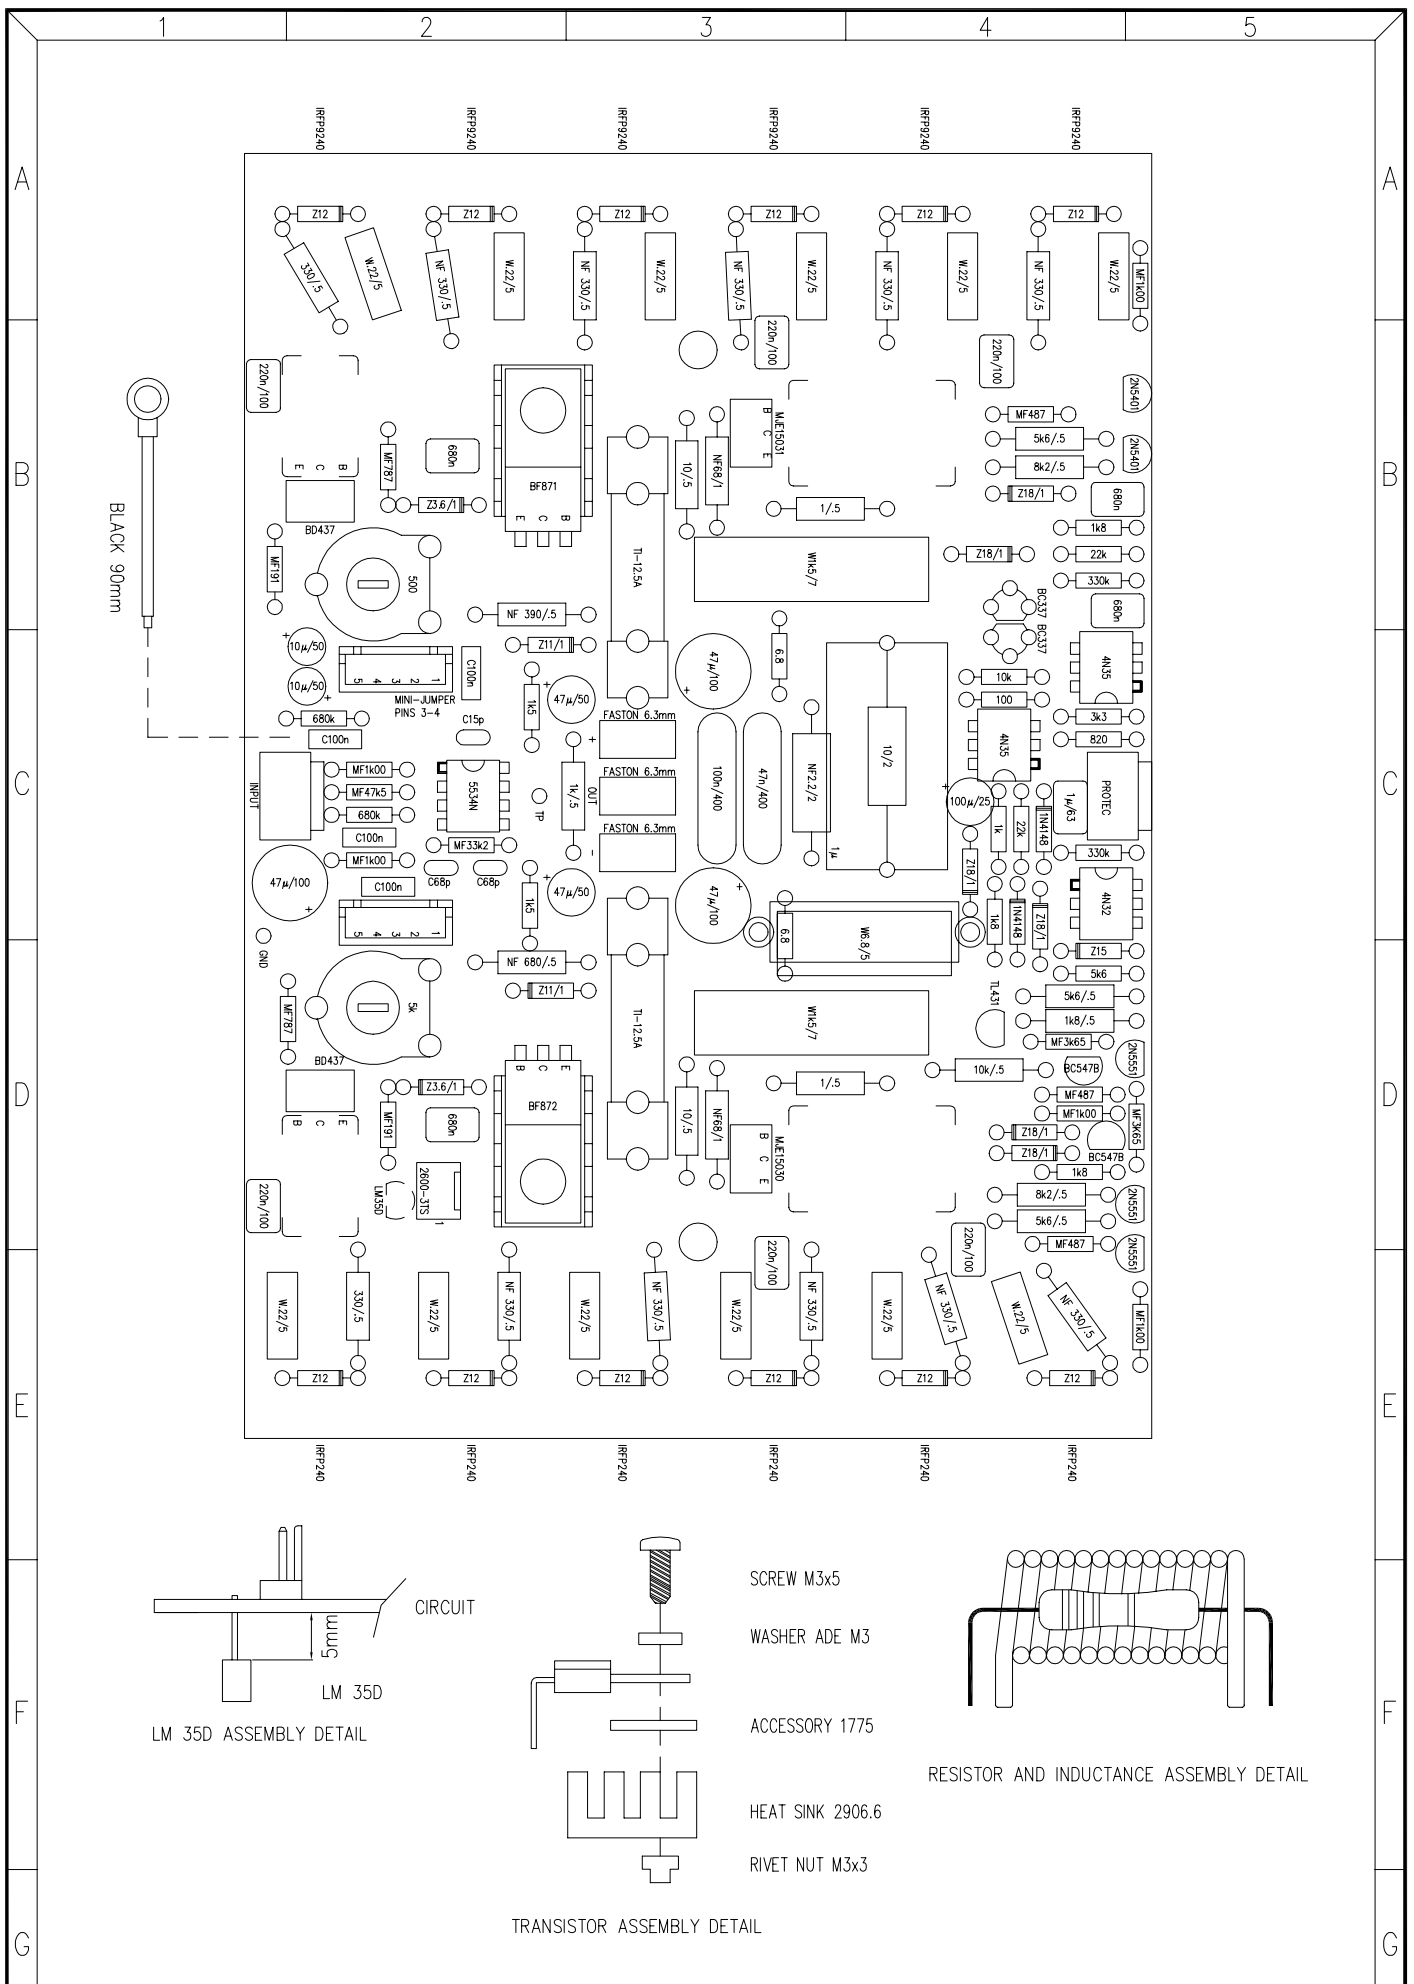 1 2 3 4 5
IRFP9240 IRFP9240 IRFP9240 IRFP9240 IRFP9240 IRFP9240
A A
Z12 Z12 Z12 Z12 Z12 Z12
330/.5 W.22/5 NF 330/.5 W.22/5 NF 330/.5 W.22/5 NF 330/.5 W.22/5 NF 330/.5 W.22/5 NF 330/.5 W.22/5 MF1k00
220n/100 220n/100
220n/100 2N5401
MJE15031 B C E
MF487
5k6/.5
680n 2N5401
MF787 10/.5 NF68/1 8k2/.5
B B
E C B BF871 Z18/1
Z3.6/1 680n
E C B 1/.5
BD437 1k8
BLACK 90mm
MF191 500 TI-12.5A W1k5/7 Z18/1 22k
330k
BC337 680n
NF 390/.5
BC337
Z11/1
+ 10µ/50 C100n 6.8 4N35
5 4 3 2 1 47µ/100
10µ/50 + + 10k
MINI-JUMPER 1k5 + 47µ/50 100
PINS 3-4
680k C15p FASTON 6.3mm 3k3
C100n + 4N35 820
10/2
INPUT MF1k00 5534N FASTON 6.3mm 100n/400 47n/400 NF2.2/2 PROTEC
C C
MF47k5 TP 1k/.5 OUT + 100µ/25 1µ/63
680k 1k 22k 1N4148
C100n FASTON 6.3mm
MF33k2 - 1µ 330k
MF1k00
C68p C68p Z18/1
47µ/100 + C100n 1k5 + 47µ/50 47µ/100 + 4N32
1k8 1N4148 Z18/1
5 4 3 2 1 6.8 W6.8/5
GND Z15
NF 680/.5
5k6
Z11/1
MF787 5k TI-12.5A W1k5/7 TL431 5k6/.5
1k8/.5
MF3k65
BD437 B C E 2N5551
10k/.5 BC547B
Z3.6/1 1/.5
MF487
D D
B C E MF191 680n BF872 10/.5 NF68/1 B C E MJE15030 MF1k00 MF3K65
Z18/1
Z18/1 BC547B
1k8
220n/100 LM35D 2600-3TS 1 8k2/.5 2N5551
5k6/.5
220n/100 MF487 2N5551
220n/100
W.22/5 330/.5 W.22/5 NF 330/.5 W.22/5 NF 330/.5 W.22/5 NF 330/.5 W.22/5 NF 330/.5 W.22/5 NF 330/.5 MF1k00
Z12 Z12 Z12 Z12 Z12 Z12
E E
IRFP240 IRFP240 IRFP240 IRFP240 IRFP240 IRFP240
SCREW M3x5
CIRCUIT
5mm
WASHER ADE M3
LM 35D
F F
LM 35D ASSEMBLY DETAIL
ACCESSORY 1775
RESISTOR AND INDUCTANCE ASSEMBLY DETAIL
HEAT SINK 2906.6
RIVET NUT M3x3
TRANSISTOR ASSEMBLY DETAIL
G G